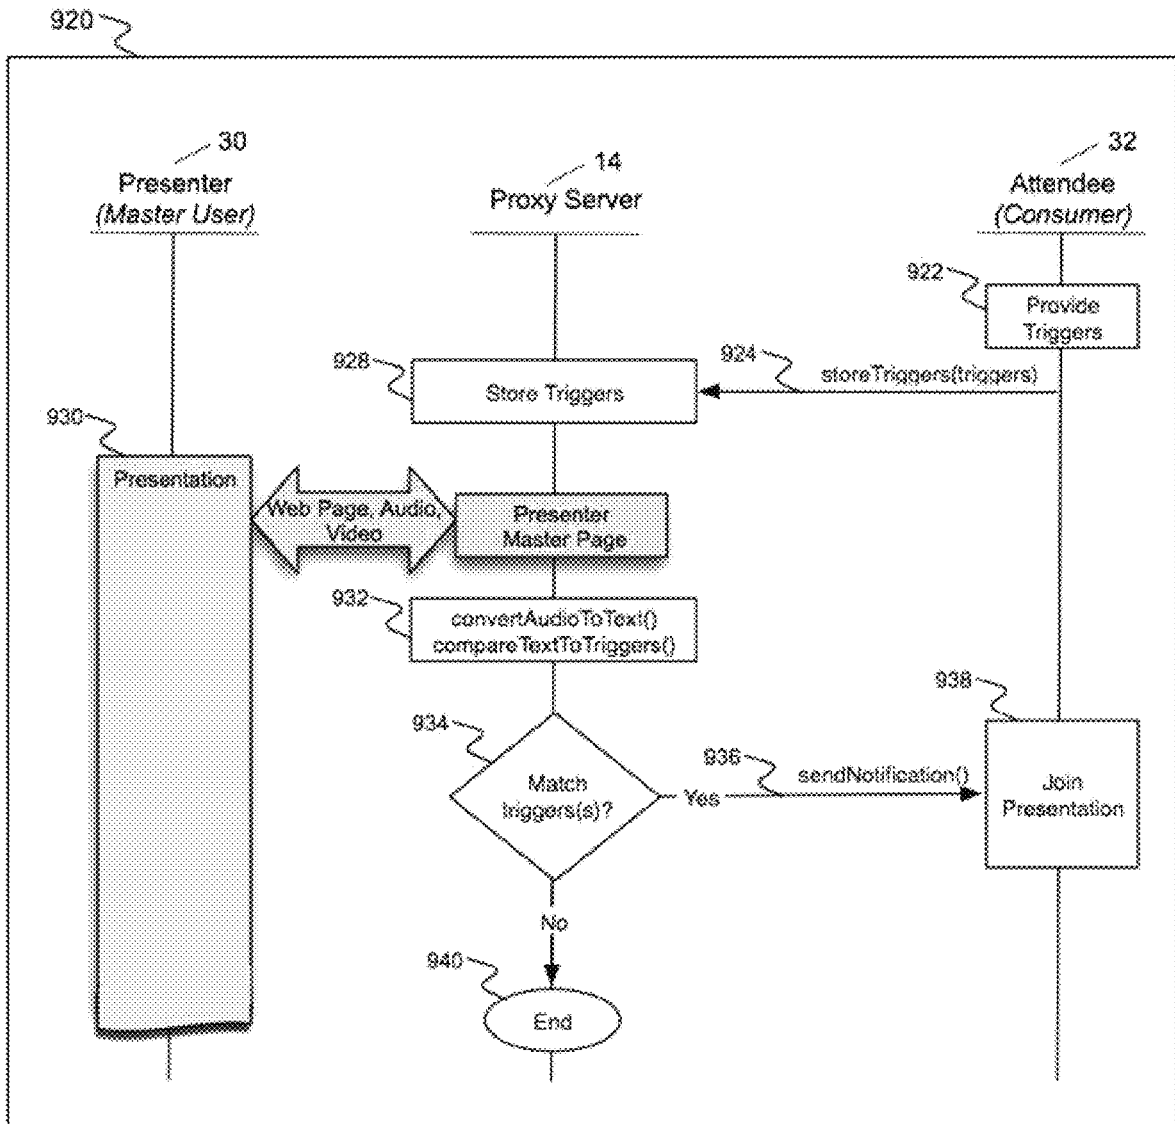 920
30
Presenter
(Master User)
14
Proxy Server
32
Attendee
(Consumer)
922
Provide
Triggers
928
Store Triggers
924
storeTriggers(triggers)
930
Presentation
Web Page, Audio,
Video
Presenter
Master Page
932
convertAudioToText()
compareTextToTriggers()
934
Match
triggers(s)?
Yes
936
sendNotification()
938
Join
Presentation
No
940
End